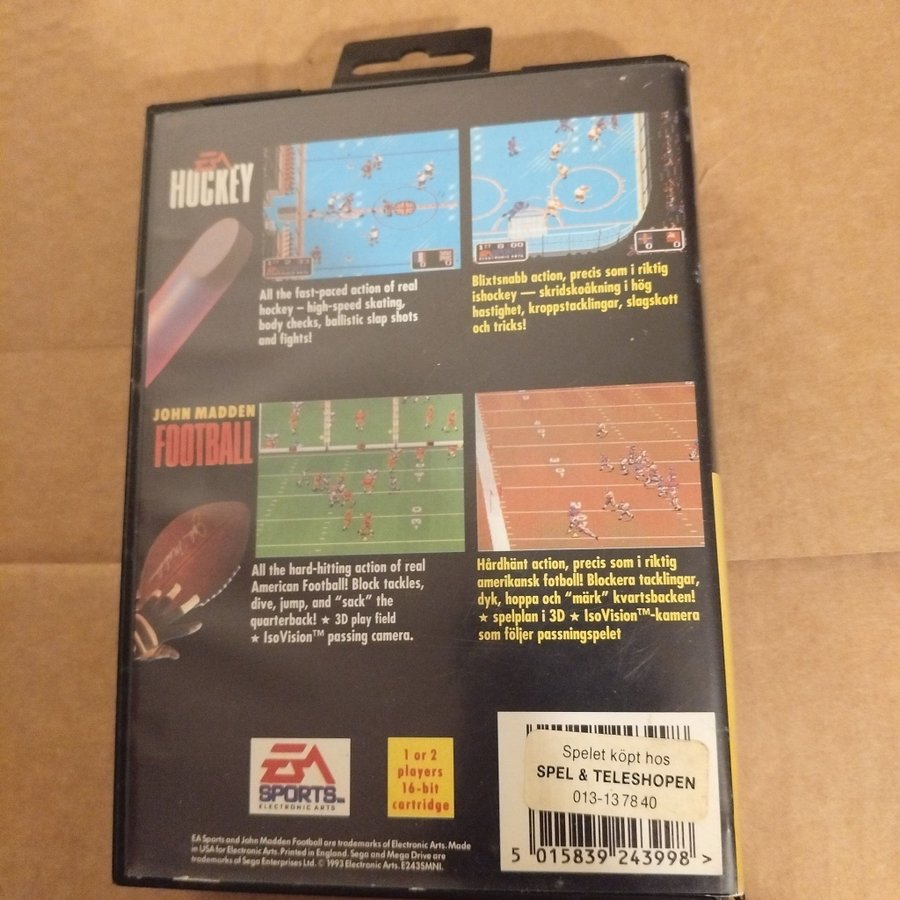 EA
HOCKEY
All the fast-paced action of real
hockey – high-speed skating,
body checks, ballistic slap shots
and fights!
Blixtsnabb action, precis som i riktig
ishockey — skridskoåkning i hög
hastighet, kroppstacklingar, slagskott
och tricks!
JOHN MADDEN
FOOTBALL
All the hard-hitting action of real
American Football! Block tackles,
dive, jump, and “sack” the
quarterback! ★ 3D play field
★ IsoVision™ passing camera.
Hårdhänt action, precis som i riktig
amerikansk fotboll! Blockera tacklingar,
dyk, hoppa och “märk” kvartsbacken!
★ spelplan i 3D ★ IsoVision™-kamera
som följer passningspelet
EA
SPORTS™
ELECTRONIC ARTS
1 or 2
players
16-bit
cartridge
Spelet köpt hos
SPEL & TELESHOPEN
013-13 78 40
5 015839 243998 >
EA Sports and John Madden Football are trademarks of Electronic Arts. Made
in USA for Electronic Arts. Printed in England. Sega and Mega Drive are
trademarks of Sega Enterprises Ltd. © 1993 Electronic Arts. E243SMNI.